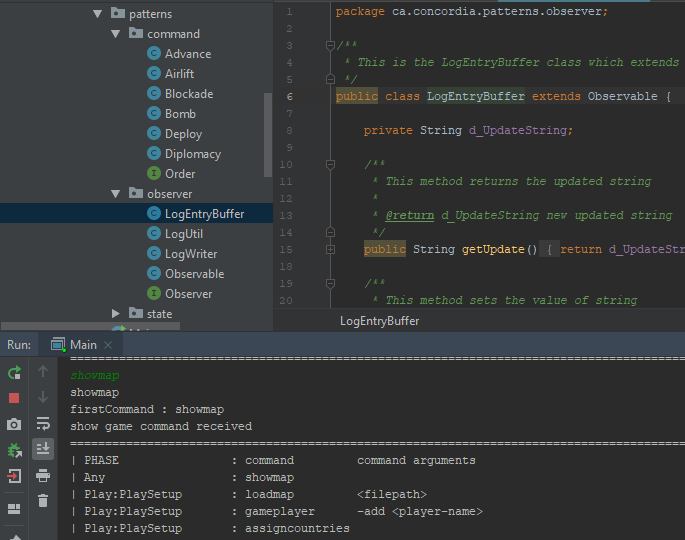 patterns
command
Advance
Airlift
Blockade
Bomb
Deploy
Diplomacy
Order
observer
LogEntryBuffer
LogUtil
LogWriter
Observable
Observer
state
1 package ca.concordia.patterns.observer;
2
3 /**
4 * This is the LogEntryBuffer class which extends
5 */
6 public class LogEntryBuffer extends Observable {
7
8 private String d_UpdateString;
9
10 /**
11 * This method returns the updated string
12 *
13 * @return d_UpdateString new updated string
14 */
15 public String getUpdate() { return d_UpdateStr
18
19 /**
20 * This method sets the value of string
LogEntryBuffer
Run: Main
showmap
showmap
firstCommand : showmap
show game command received
| PHASE : command command arguments
| Any : showmap
| Play:PlaySetup : loadmap <filepath>
| Play:PlaySetup : gameplayer -add <player-name>
| Play:PlaySetup : assigncountries